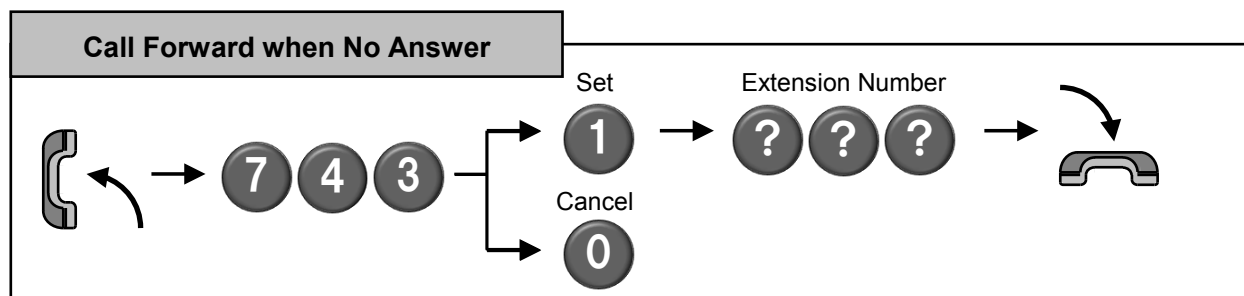 Call Forward when No Answer
Set
Extension Number
7 4 3
1
? ? ?
Cancel
0